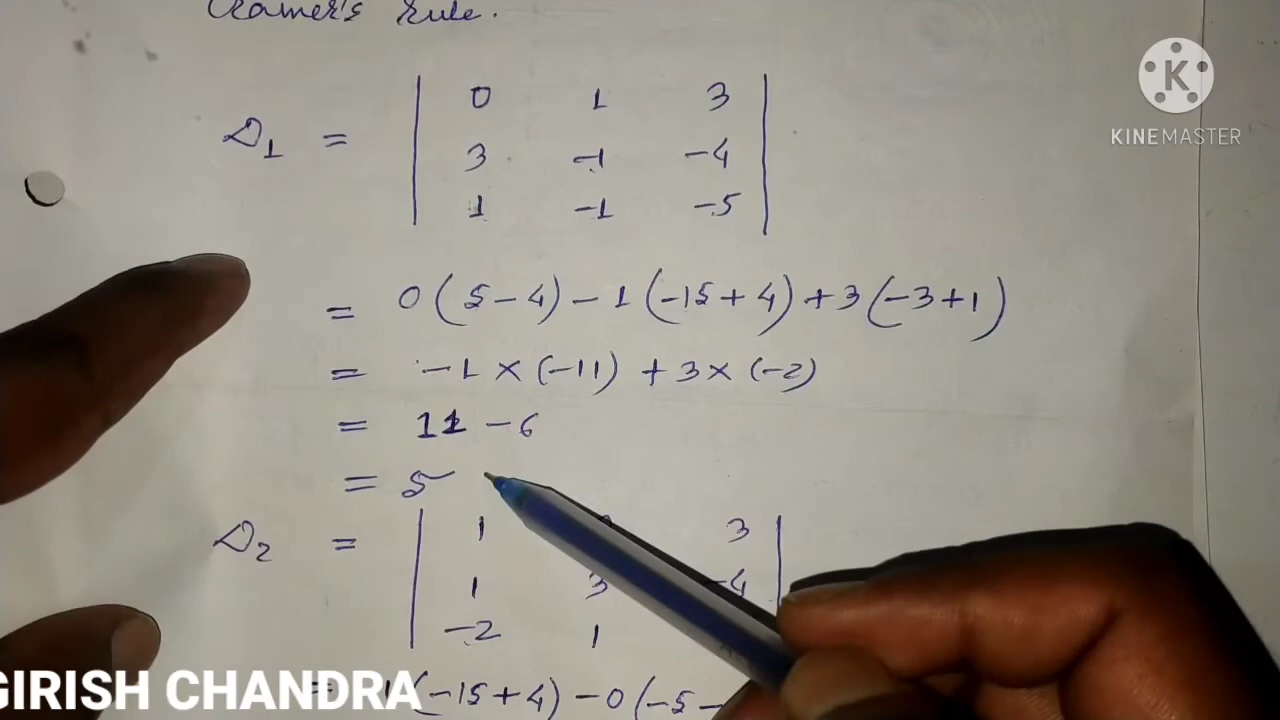 Cramer's rule.
KINEMASTER
D₁ = | 0 1 3 |
| 3 -1 -4 |
| 1 -1 -5 |
= 0(5-4)-1(-15+4)+3(-3+1)
= -1×(-11)+3×(-2)
= 11-6
= 5
D₂ = | 1 3 |
| 1 3 -4 |
| -2 1
= (-15+4)-0(-5-
GIRISH CHANDRA